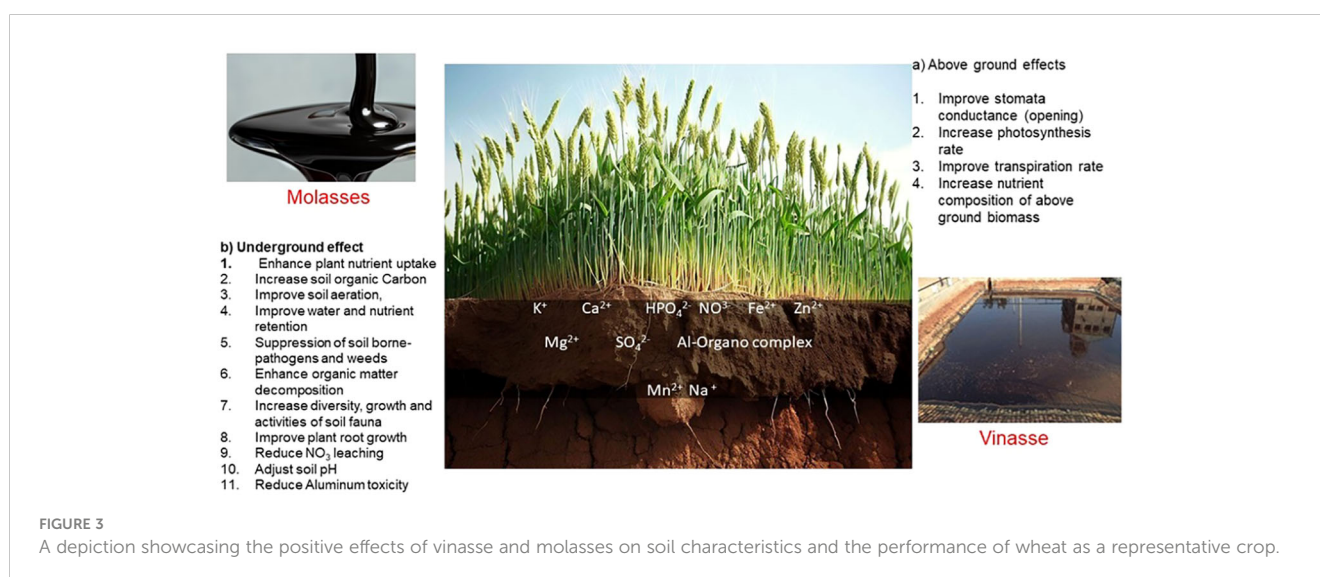 Molasses
b) Underground effect
1. Enhance plant nutrient uptake
2. Increase soil organic Carbon
3. Improve soil aeration,
4. Improve water and nutrient
retention
5. Suppression of soil borne-
pathogens and weeds
6. Enhance organic matter
decomposition
7. Increase diversity, growth and
activities of soil fauna
8. Improve plant root growth
9. Reduce NO₃ leaching
10. Adjust soil pH
11. Reduce Aluminum toxicity
K⁺ Ca²⁺ HPO₄²⁻ NO³⁻ Fe²⁺ Zn²⁺
Mg²⁺ SO₄²⁻ Al-Organo complex
Mn²⁺ Na⁺
a) Above ground effects
1. Improve stomata
conductance (opening)
2. Increase photosynthesis
rate
3. Improve transpiration rate
4. Increase nutrient
composition of above
ground biomass
Vinasse
FIGURE 3
A depiction showcasing the positive effects of vinasse and molasses on soil characteristics and the performance of wheat as a representative crop.